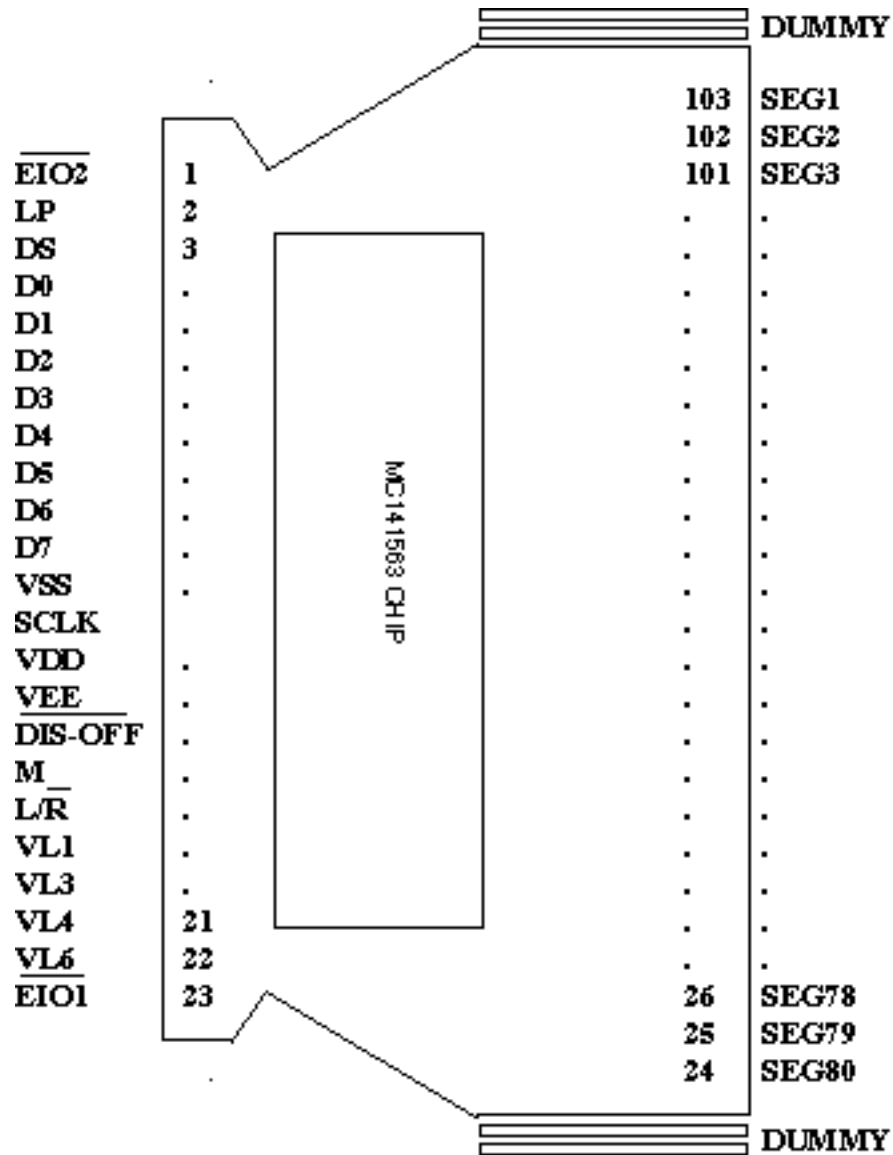 DUMMY
103 SEG1
102 SEG2
EIO2 1 101 SEG3
LP 2 . .
DS 3 . .
D0 . . .
D1 . . .
D2 . . .
D3 . . .
D4 . . .
D5 . . .
D6 . . .
D7 . . .
VSS . . .
SCLK . .
VDD . . .
VEE . . .
DIS-OFF . . .
M . . .
L/R . . .
VL1 . . .
VL3 . . .
VL4 21 . .
VL6 22 . .
EIO1 23 26 SEG78
25 SEG79
24 SEG80
DUMMY
MC141563 CHIP